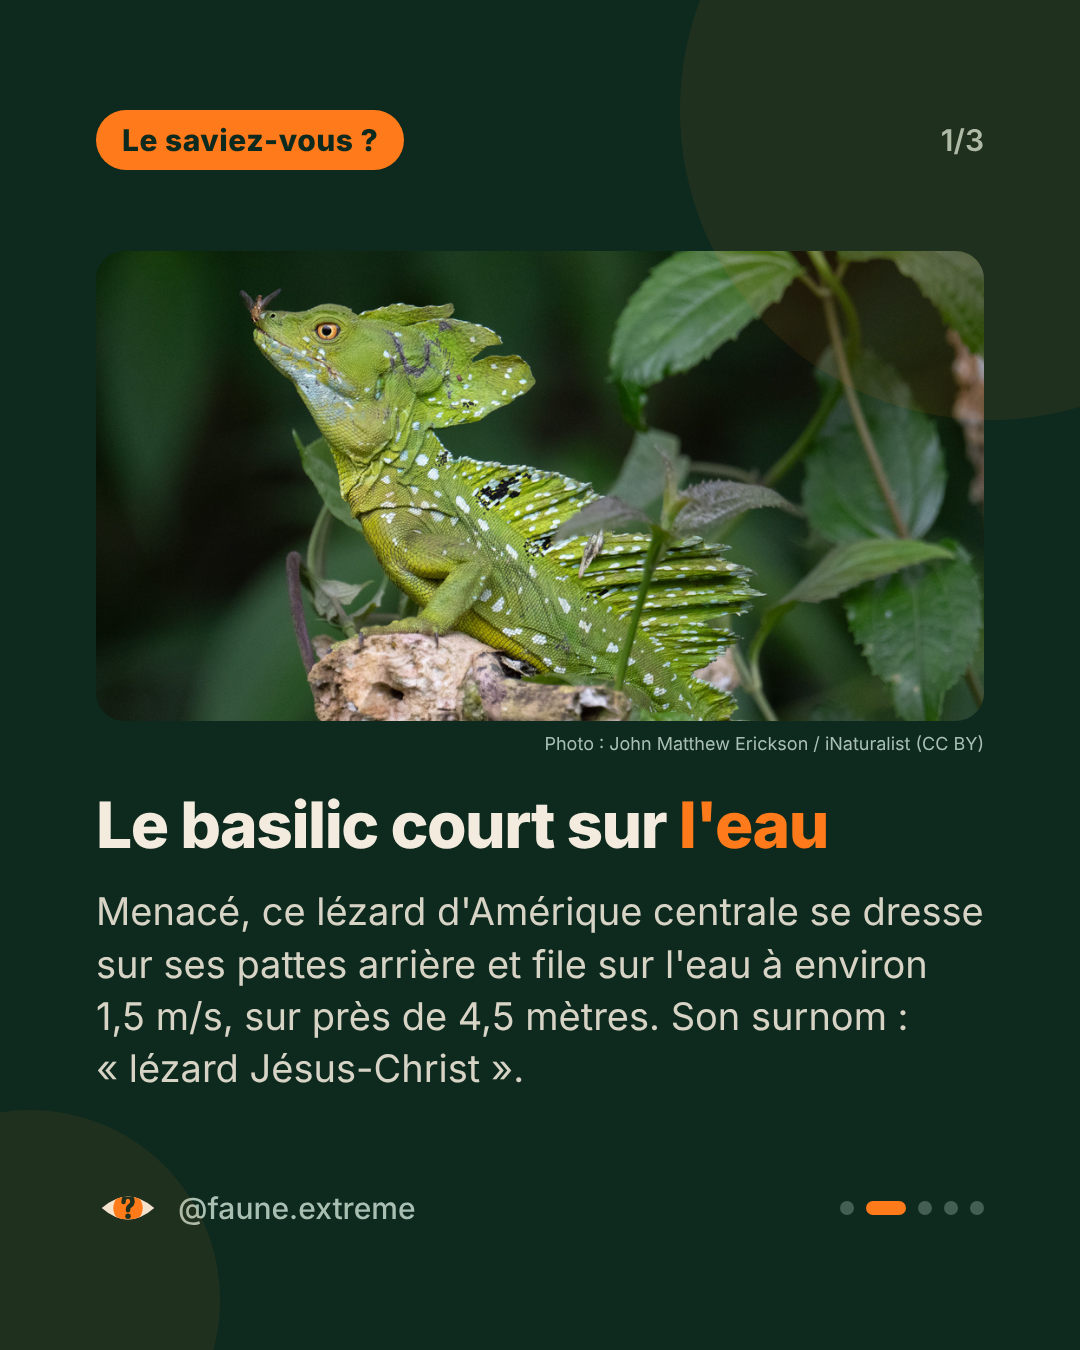 Le saviez-vous ?
1/3
Photo : John Matthew Erickson / iNaturalist (CC BY)
Le basilic court sur l'eau
Menacé, ce lézard d'Amérique centrale se dresse
sur ses pattes arrière et file sur l'eau à environ
1,5 m/s, sur près de 4,5 mètres. Son surnom :
« lézard Jésus-Christ ».
?
@faune.extreme